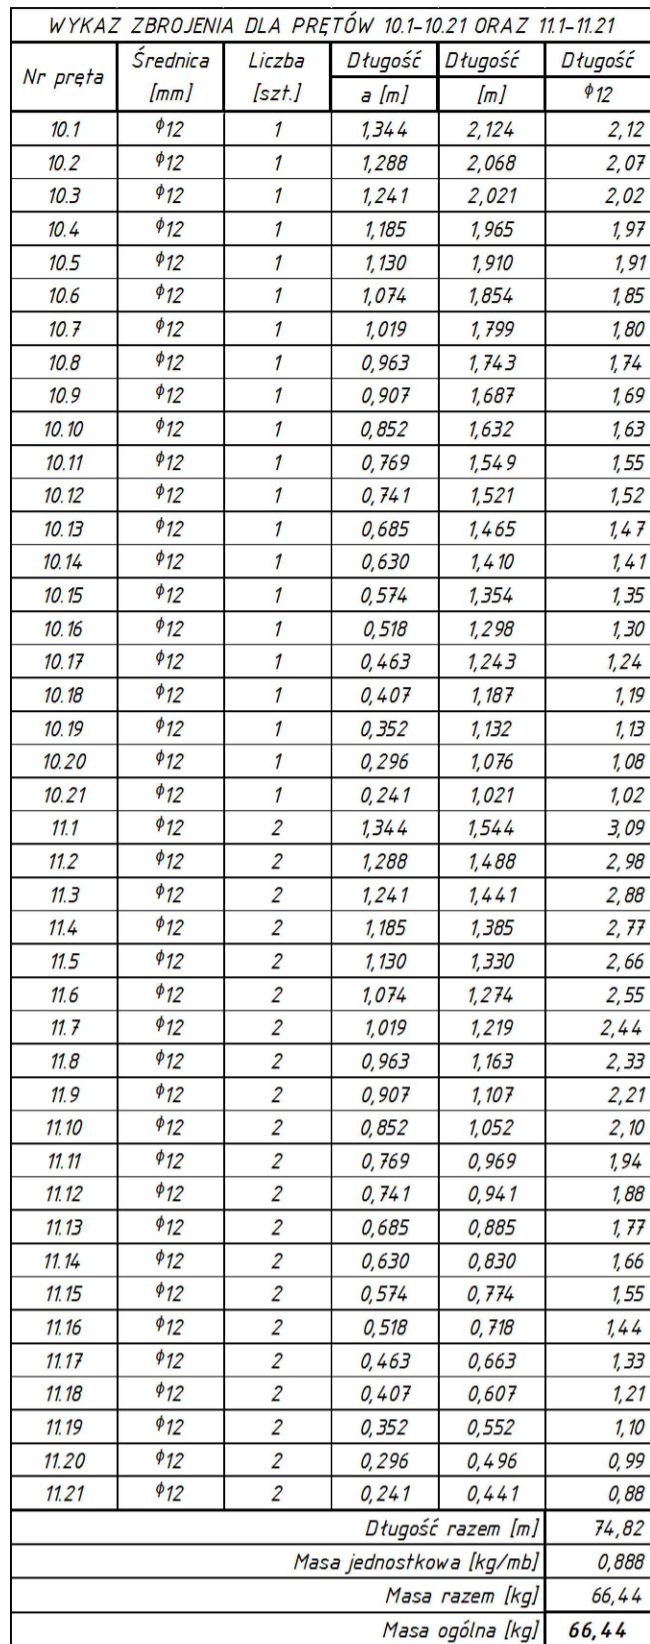 WYKAZ ZBROJENIA DLA PRĘTÓW 10.1-10.21 ORAZ 11.1-11.21
Nr pręta Średnica [mm] Liczba [szt.] Długość a [m] Długość [m] Długość ϕ12
10.1 ϕ12 1 1,344 2,124 2,12
10.2 ϕ12 1 1,288 2,068 2,07
10.3 ϕ12 1 1,241 2,021 2,02
10.4 ϕ12 1 1,185 1,965 1,97
10.5 ϕ12 1 1,130 1,910 1,91
10.6 ϕ12 1 1,074 1,854 1,85
10.7 ϕ12 1 1,019 1,799 1,80
10.8 ϕ12 1 0,963 1,743 1,74
10.9 ϕ12 1 0,907 1,687 1,69
10.10 ϕ12 1 0,852 1,632 1,63
10.11 ϕ12 1 0,769 1,549 1,55
10.12 ϕ12 1 0,741 1,521 1,52
10.13 ϕ12 1 0,685 1,465 1,47
10.14 ϕ12 1 0,630 1,410 1,41
10.15 ϕ12 1 0,574 1,354 1,35
10.16 ϕ12 1 0,518 1,298 1,30
10.17 ϕ12 1 0,463 1,243 1,24
10.18 ϕ12 1 0,407 1,187 1,19
10.19 ϕ12 1 0,352 1,132 1,13
10.20 ϕ12 1 0,296 1,076 1,08
10.21 ϕ12 1 0,241 1,021 1,02
11.1 ϕ12 2 1,344 1,544 3,09
11.2 ϕ12 2 1,288 1,488 2,98
11.3 ϕ12 2 1,241 1,441 2,88
11.4 ϕ12 2 1,185 1,385 2,77
11.5 ϕ12 2 1,130 1,330 2,66
11.6 ϕ12 2 1,074 1,274 2,55
11.7 ϕ12 2 1,019 1,219 2,44
11.8 ϕ12 2 0,963 1,163 2,33
11.9 ϕ12 2 0,907 1,107 2,21
11.10 ϕ12 2 0,852 1,052 2,10
11.11 ϕ12 2 0,769 0,969 1,94
11.12 ϕ12 2 0,741 0,941 1,88
11.13 ϕ12 2 0,685 0,885 1,77
11.14 ϕ12 2 0,630 0,830 1,66
11.15 ϕ12 2 0,574 0,774 1,55
11.16 ϕ12 2 0,518 0,718 1,44
11.17 ϕ12 2 0,463 0,663 1,33
11.18 ϕ12 2 0,407 0,607 1,21
11.19 ϕ12 2 0,352 0,552 1,10
11.20 ϕ12 2 0,296 0,496 0,99
11.21 ϕ12 2 0,241 0,441 0,88
Długość razem [m] 74,82
Masa jednostkowa [kg/mb] 0,888
Masa razem [kg] 66,44
Masa ogólna [kg] 66,44